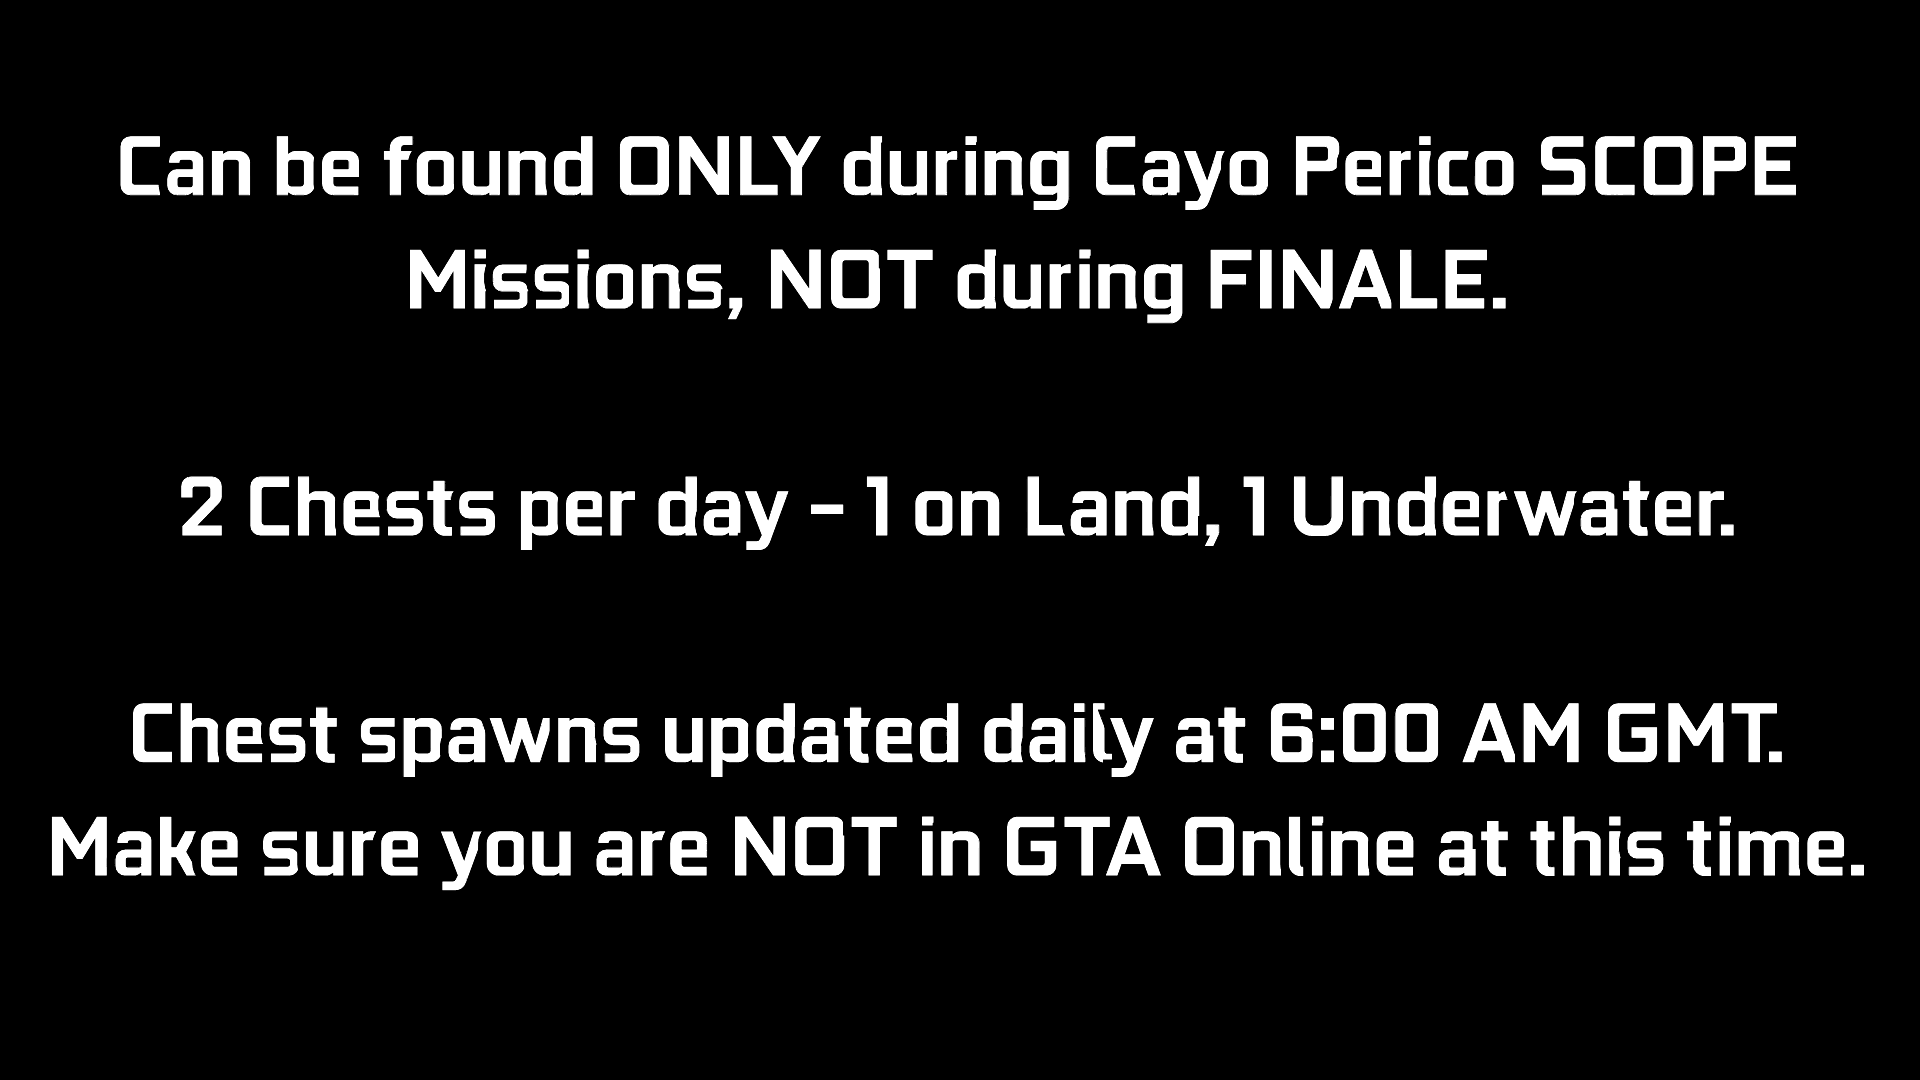 Can be found ONLY during Cayo Perico SCOPE
Missions, NOT during FINALE.
2 Chests per day - 1 on Land, 1 Underwater.
Chest spawns updated daily at 6:00 AM GMT.
Make sure you are NOT in GTA Online at this time.